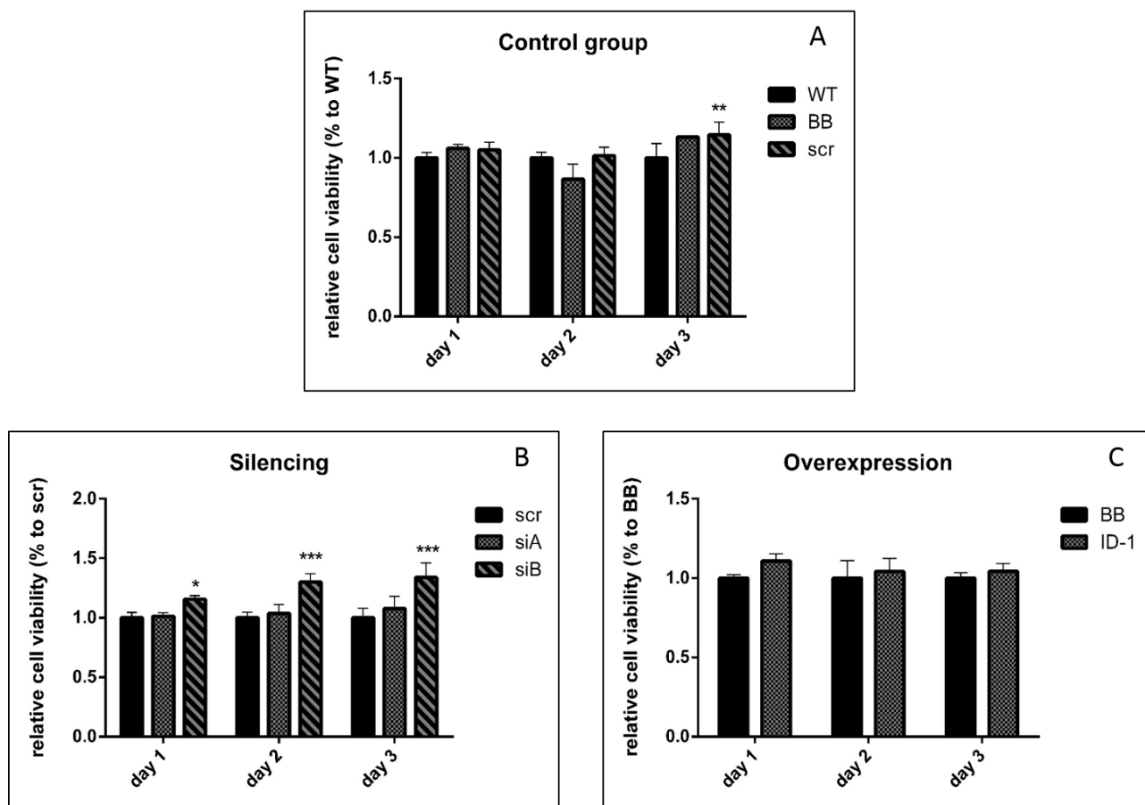 Control group
A
relative cell viability (% to WT)
1.5
1.0
0.5
0.0
**
WT
BB
scr
day 1
day 2
day 3
Silencing
B
relative cell viability (% to scr)
2.0
1.5
1.0
0.5
0.0
*
***
***
scr
siA
siB
day 1
day 2
day 3
Overexpression
C
relative cell viability (% to BB)
1.5
1.0
0.5
0.0
BB
ID-1
day 1
day 2
day 3